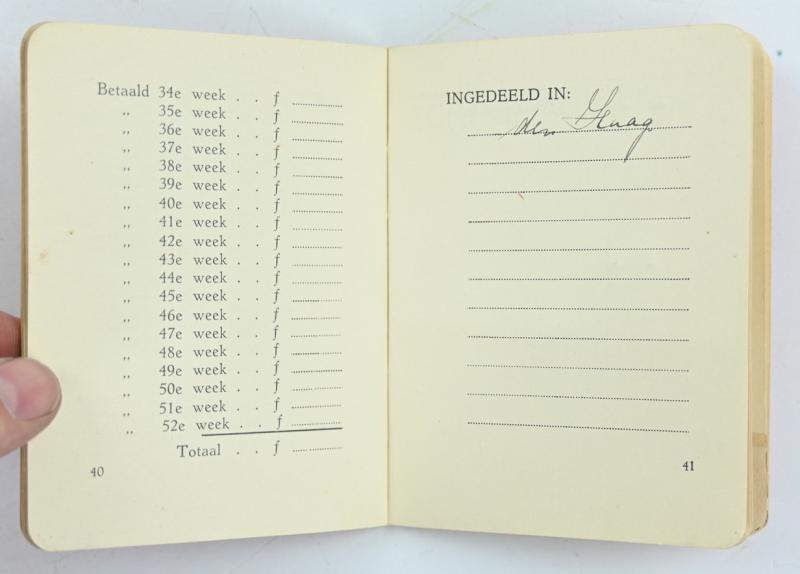 Betaald 34e week . . ƒ
„ 35e week . . ƒ
„ 36e week . . ƒ
„ 37e week . . ƒ
„ 38e week . . ƒ
„ 39e week . . ƒ
„ 40e week . . ƒ
„ 41e week . . ƒ
„ 42e week . . ƒ
„ 43e week . . ƒ
„ 44e week . . ƒ
„ 45e week . . ƒ
„ 46e week . . ƒ
„ 47e week . . ƒ
„ 48e week . . ƒ
„ 49e week . . ƒ
„ 50e week . . ƒ
„ 51e week . . ƒ
„ 52e week . . ƒ
Totaal . . ƒ
40
INGEDEELD IN:
den Haag
41